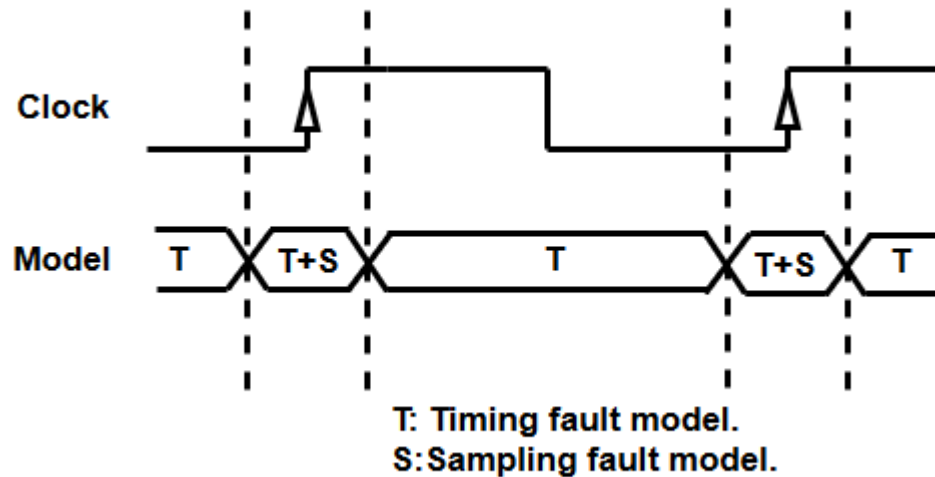 Clock
Model
T T+S T T+S T
T: Timing fault model.
S:Sampling fault model.